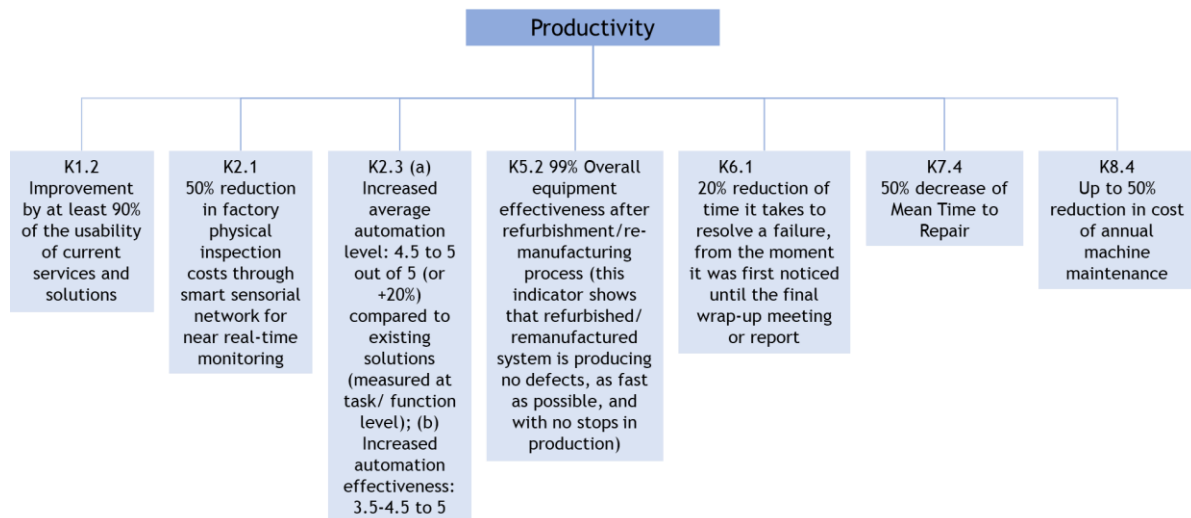 Productivity
K1.2
Improvement
by at least 90%
of the usability
of current
services and
solutions
K2.1
50% reduction
in factory
physical
inspection
costs through
smart sensorial
network for
near real-time
monitoring
K2.3 (a)
Increased
average
automation
level: 4.5 to 5
out of 5 (or
+20%)
compared to
existing
solutions
(measured at
task/ function
level); (b)
Increased
automation
effectiveness:
3.5-4.5 to 5
K5.2 99% Overall
equipment
effectiveness after
refurbishment/re-
manufacturing
process (this
indicator shows
that refurbished/
remanufactured
system is producing
no defects, as fast
as possible, and
with no stops in
production)
K6.1
20% reduction of
time it takes to
resolve a failure,
from the moment
it was first noticed
until the final
wrap-up meeting
or report
K7.4
50% decrease of
Mean Time to
Repair
K8.4
Up to 50%
reduction in cost
of annual
machine
maintenance